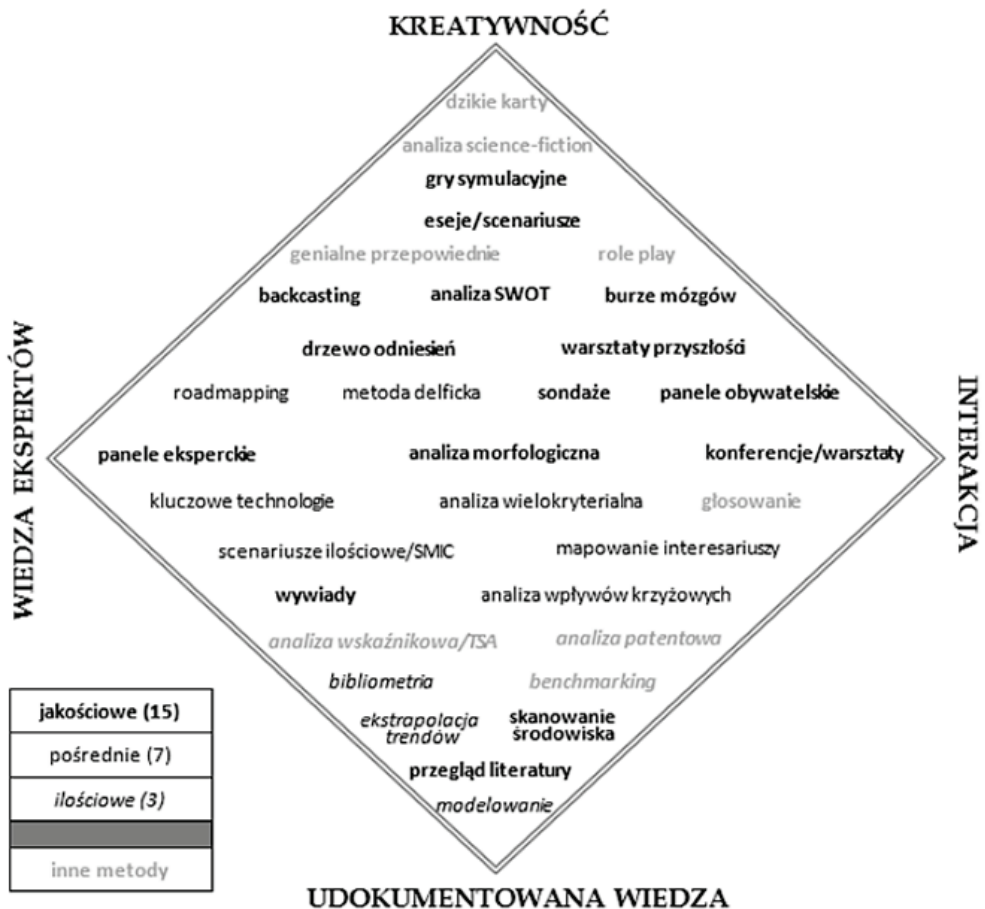 KREATYWNOŚĆ
dzikie karty
analiza science-fiction
gry symulacyjne
eseje/scenariusze
genialne przepowiednie
role play
backcasting
analiza SWOT
burze mózgów
drzewo odniesień
warsztaty przyszłości
roadmapping
metoda delficka
sondaże
panele obywatelskie
panele eksperckie
analiza morfologiczna
konferencje/warsztaty
kluczowe technologie
analiza wielokryterialna
głosowanie
scenariusze ilościowe/SMIC
mapowanie interesariuszy
wywiady
analiza wpływów krzyżowych
analiza wskaźnikowa/TSA
analiza patentowa
bibliometria
benchmarking
ekstrapolacja
trendów
skanowanie
środowiska
przegląd literatury
modelowanie
WIEDZA EKSPERTÓW
INTERAKCJA
jakościowe (15)
pośrednie (7)
ilościowe (3)
inne metody
UDOKUMENTOWANA WIEDZA